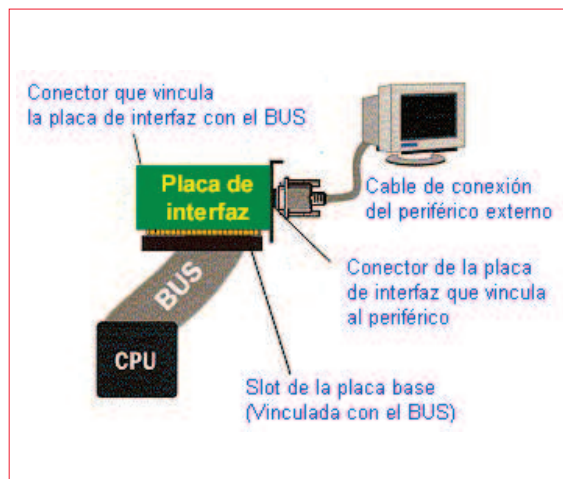 Conector que vincula
la placa de interfaz con el BUS
Placa de
interfaz
Cable de conexión
del periférico externo
Conector de la placa
de interfaz que vincula
al periférico
BUS
CPU
Slot de la placa base
(Vinculada con el BUS)